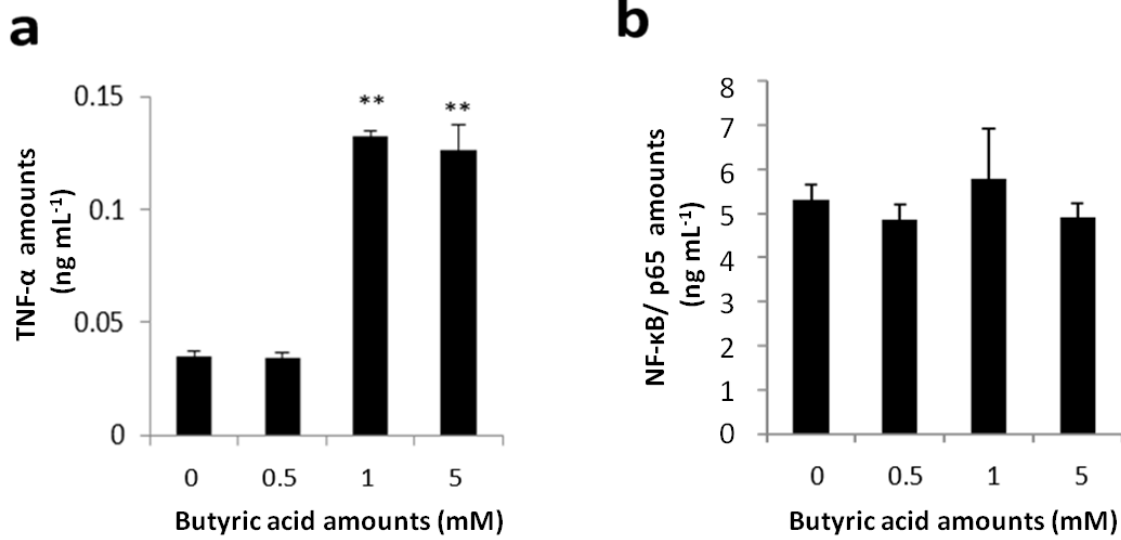 a
TNF-α amounts
(ng mL-1)
0.15
0.1
0.05
0
** **
0 0.5 1 5
Butyric acid amounts (mM)
b
NF-κB/ p65 amounts
(ng mL-1)
8
7
6
5
4
3
2
1
0
0 0.5 1 5
Butyric acid amounts (mM)